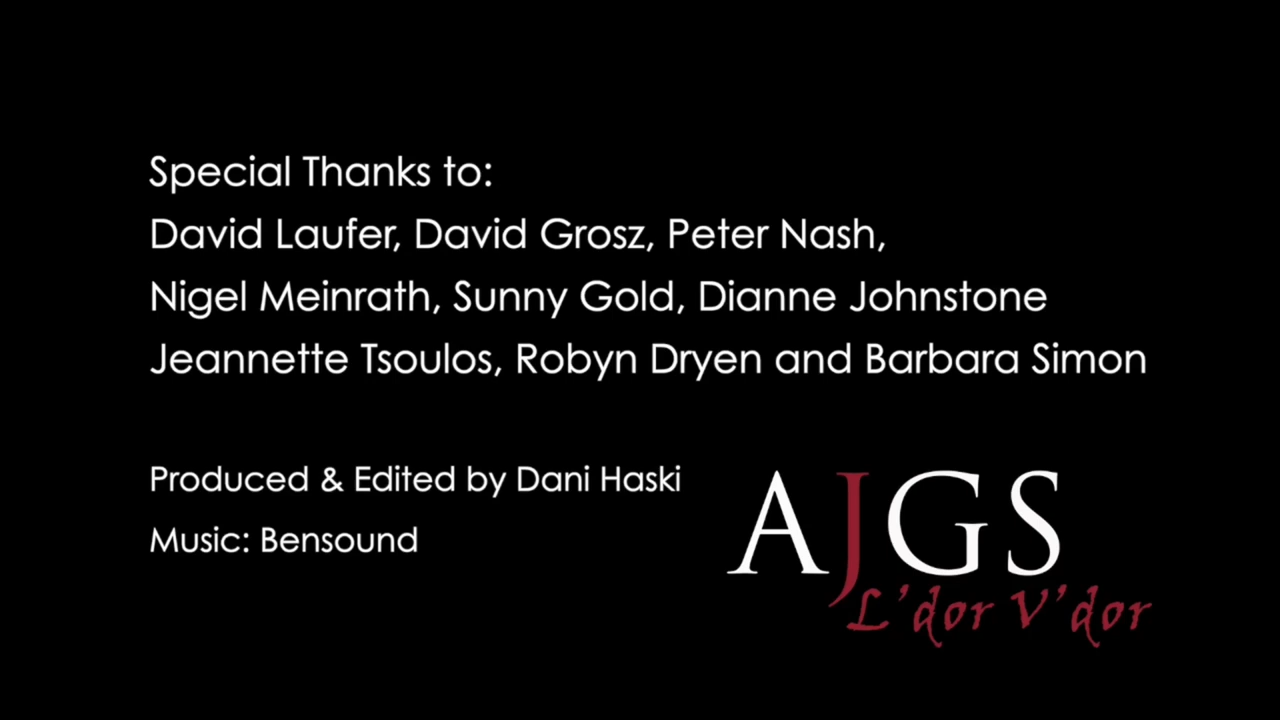 Special Thanks to:
David Laufer, David Grosz, Peter Nash,
Nigel Meinrath, Sunny Gold, Dianne Johnstone
Jeannette Tsoulos, Robyn Dryen and Barbara Simon
Produced & Edited by Dani Haski
Music: Bensound
AJGS
L'dor V'dor